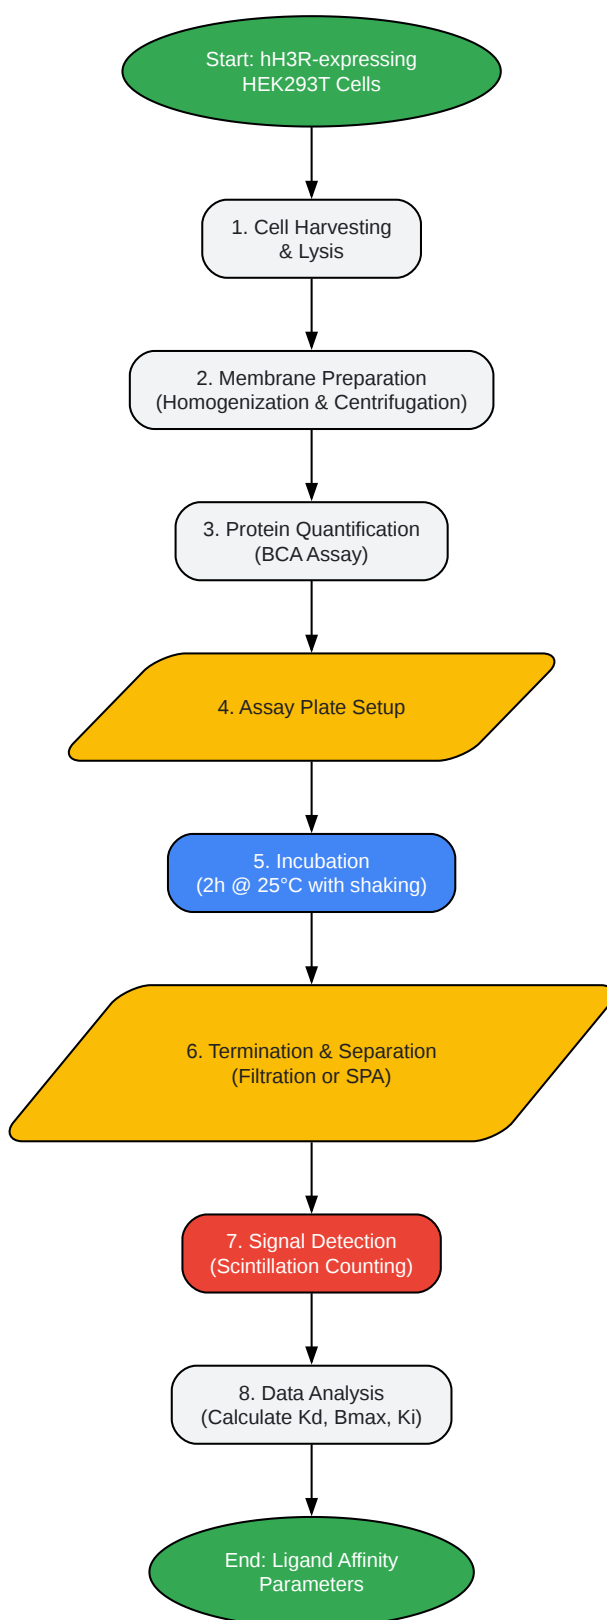 Start: hH3R-expressing
HEK293T Cells
1. Cell Harvesting
& Lysis
2. Membrane Preparation
(Homogenization & Centrifugation)
3. Protein Quantification
(BCA Assay)
4. Assay Plate Setup
5. Incubation
(2h @ 25°C with shaking)
6. Termination & Separation
(Filtration or SPA)
7. Signal Detection
(Scintillation Counting)
8. Data Analysis
(Calculate Kd, Bmax, Ki)
End: Ligand Affinity
Parameters